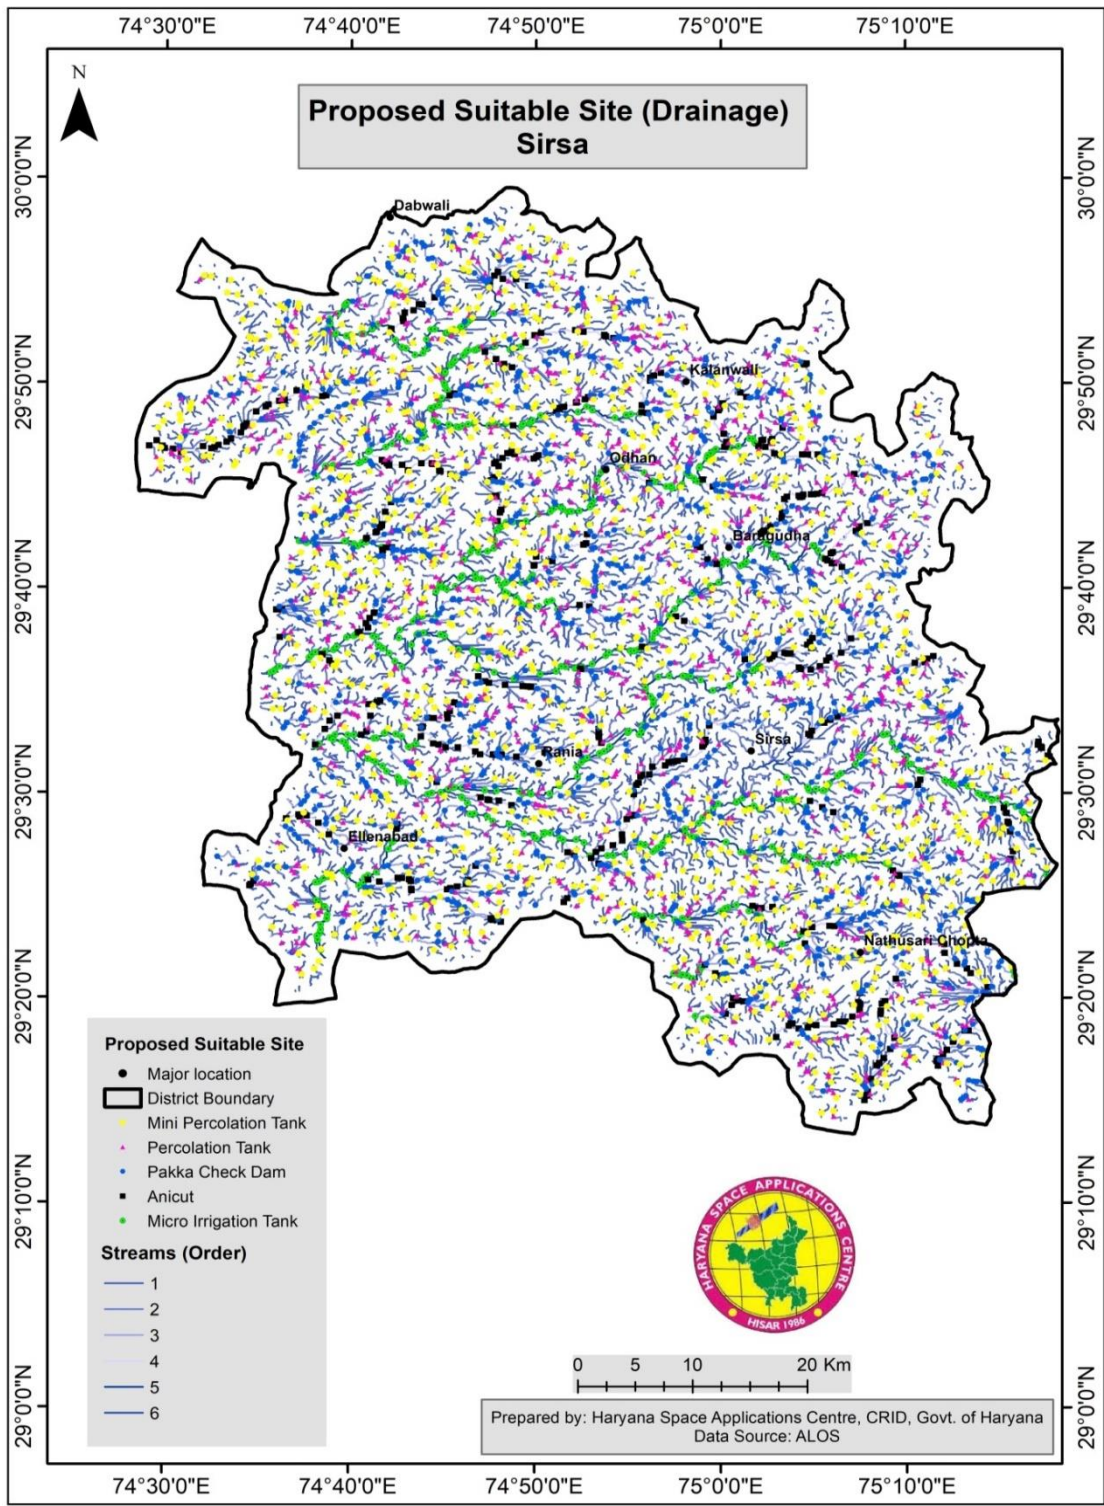 74°30'0"E 74°40'0"E 74°50'0"E 75°0'0"E 75°10'0"E
N
Proposed Suitable Site (Drainage)
Sirsa
30°0'0"N
30°0'0"N
Dabwali
29°50'0"N
29°50'0"N
Kalanwali
Odhan
Baragudha
29°40'0"N
29°40'0"N
Sirsa
Rania
29°30'0"N
29°30'0"N
Ellenabad
Nathusari Chopta
29°20'0"N
29°20'0"N
Proposed Suitable Site
Major location
District Boundary
Mini Percolation Tank
Percolation Tank
Pakka Check Dam
Anicut
Micro Irrigation Tank
Streams (Order)
1
2
3
4
5
6
29°10'0"N
29°10'0"N
HARYANA SPACE APPLICATIONS CENTRE
HISAR 1986
0 5 10 20 Km
29°0'0"N
29°0'0"N
Prepared by: Haryana Space Applications Centre, CRID, Govt. of Haryana
Data Source: ALOS
74°30'0"E 74°40'0"E 74°50'0"E 75°0'0"E 75°10'0"E